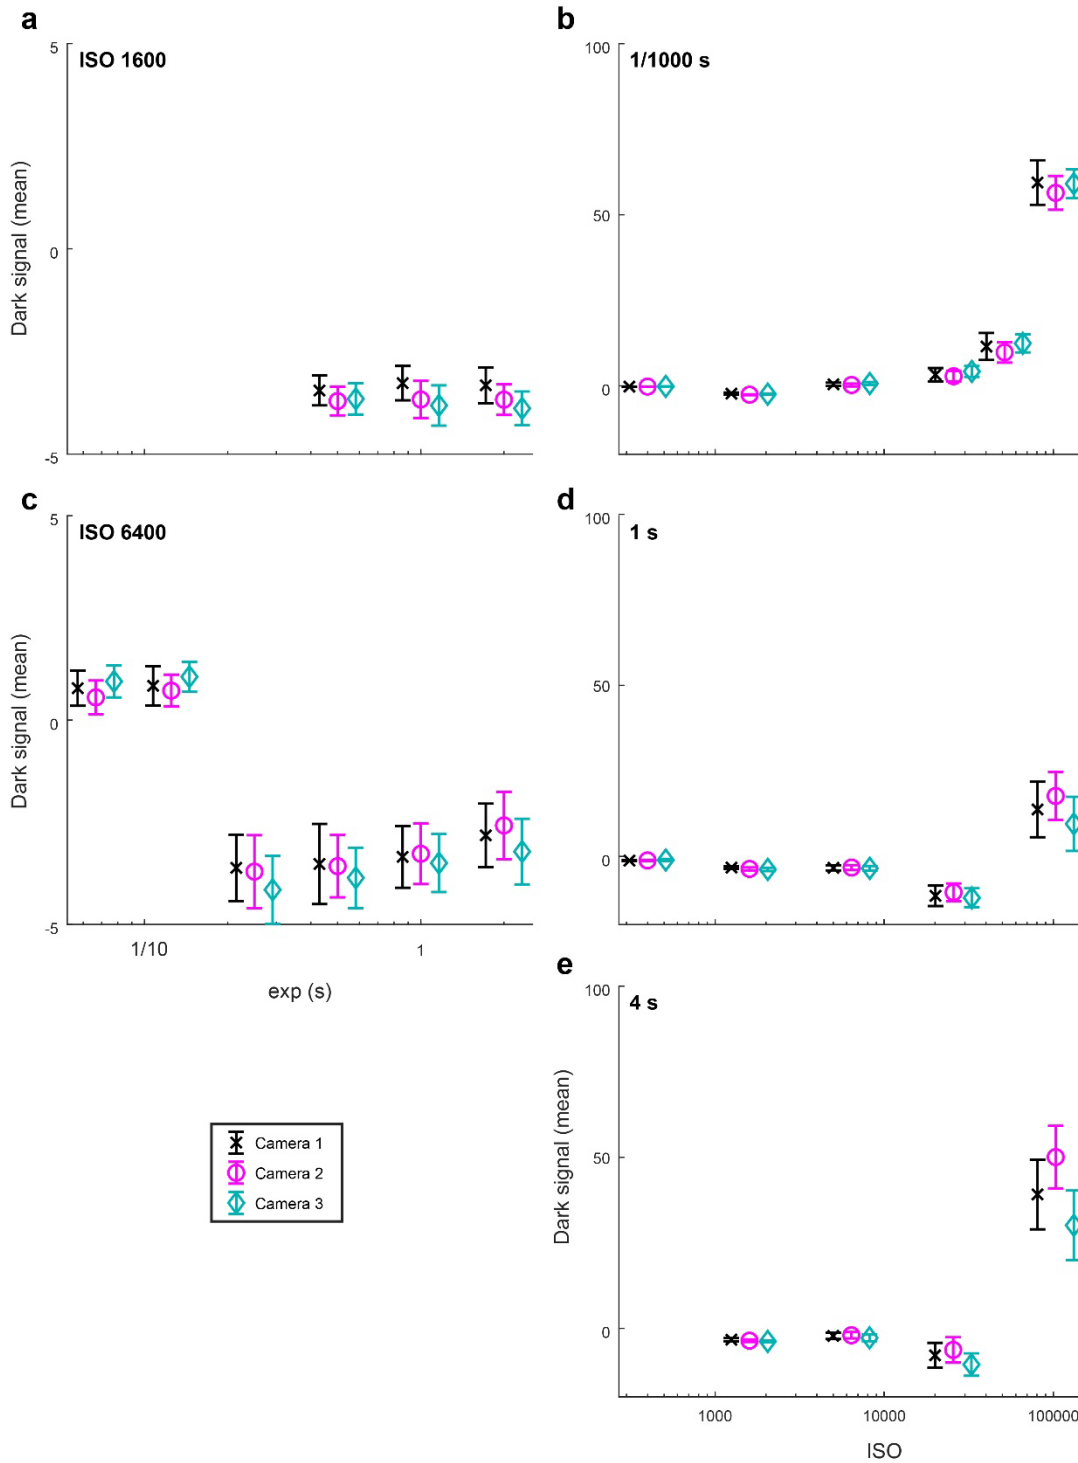 a
ISO 1600
5
0
-5
Dark signal (mean)
b
1/1000 s
100
50
0
c
ISO 6400
5
0
-5
Dark signal (mean)
1/10
1
exp (s)
d
1 s
100
50
0
e
4 s
100
50
0
Dark signal (mean)
1000
10000
100000
ISO
Camera 1
Camera 2
Camera 3